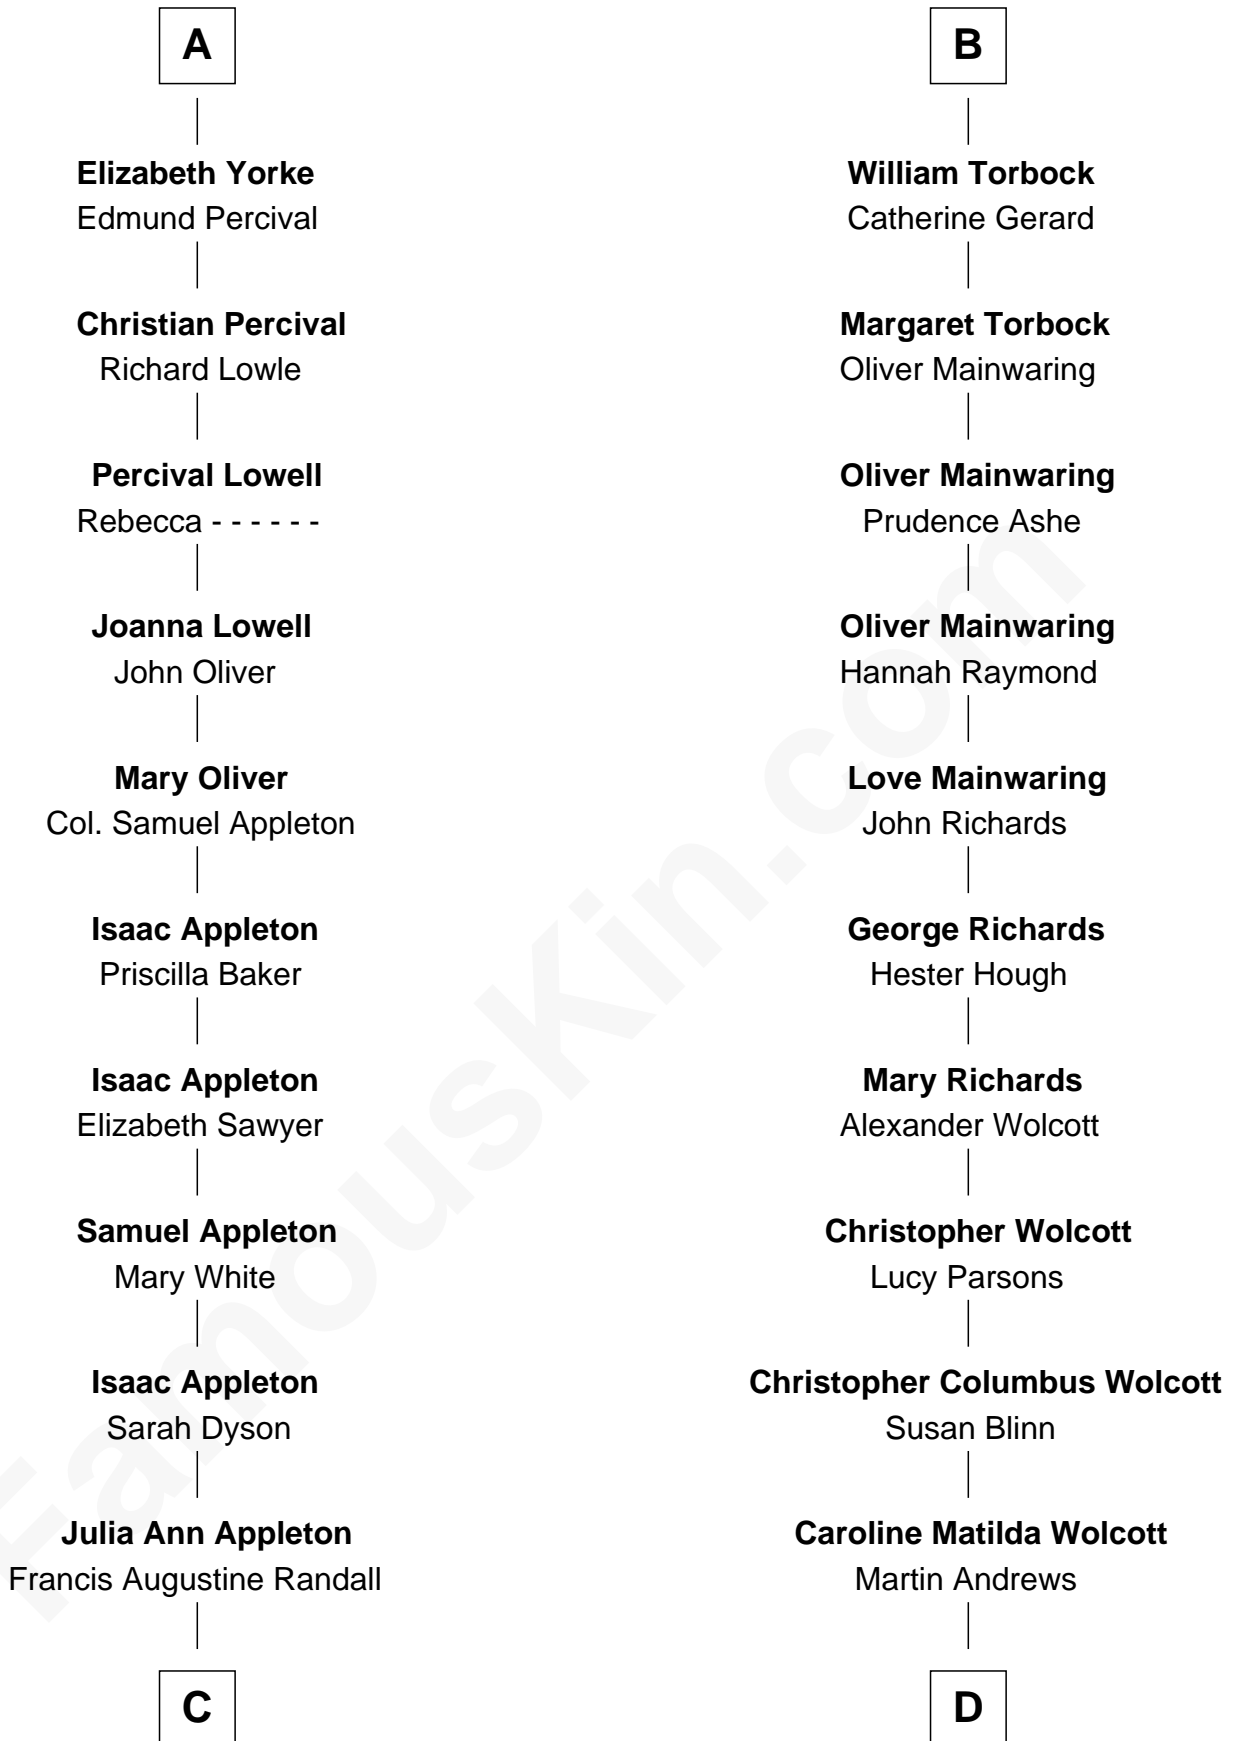 A
Elizabeth Yorke
Edmund Percival
Christian Percival
Richard Lowle
Percival Lowell
Rebecca - - - - - -
Joanna Lowell
John Oliver
Mary Oliver
Col. Samuel Appleton
Isaac Appleton
Priscilla Baker
Isaac Appleton
Elizabeth Sawyer
Samuel Appleton
Mary White
Isaac Appleton
Sarah Dyson
Julia Ann Appleton
Francis Augustine Randall
C
B
William Torbock
Catherine Gerard
Margaret Torbock
Oliver Mainwaring
Oliver Mainwaring
Prudence Ashe
Oliver Mainwaring
Hannah Raymond
Love Mainwaring
John Richards
George Richards
Hester Hough
Mary Richards
Alexander Wolcott
Christopher Wolcott
Lucy Parsons
Christopher Columbus Wolcott
Susan Blinn
Caroline Matilda Wolcott
Martin Andrews
D
FamousKin.com